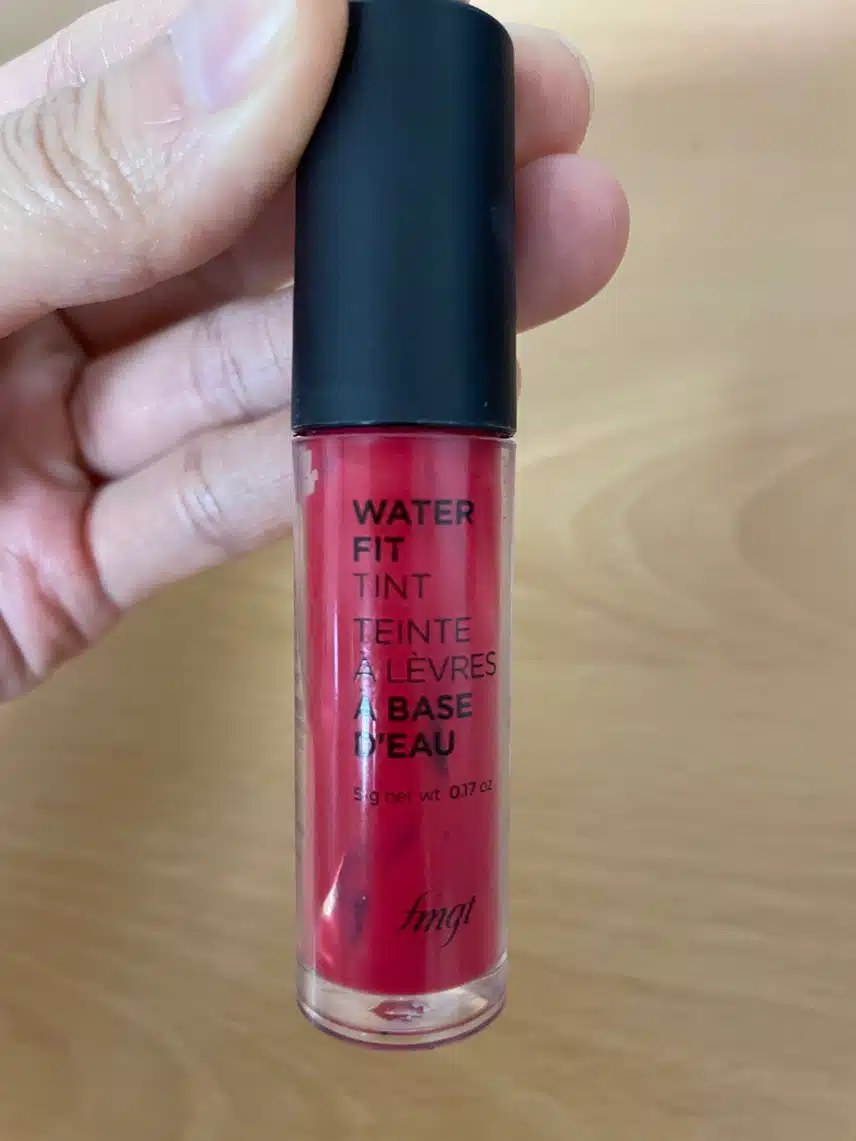 WATER
FIT
TINT
TEINTE
À LÈVRES
À BASE
D'EAU
5 g net wt 0.17 oz
fmgt